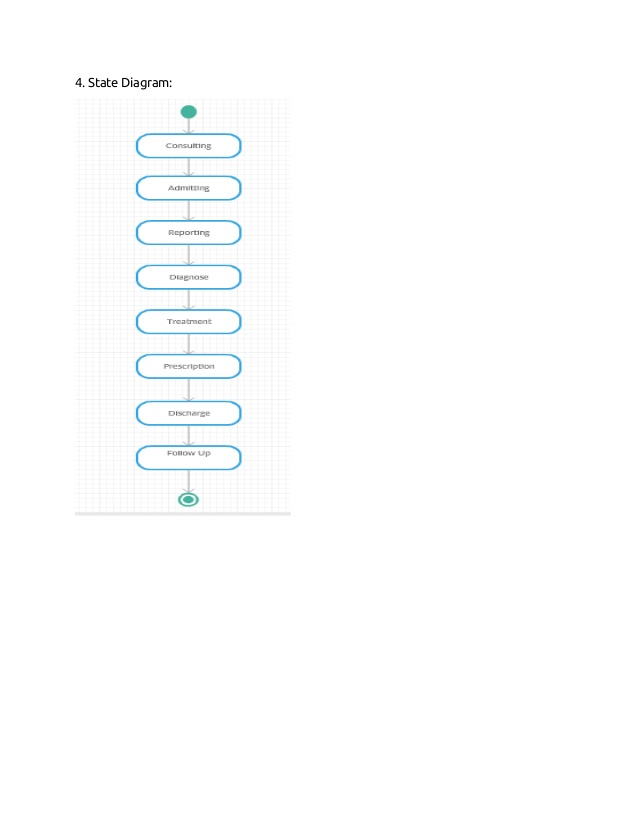 4. State Diagram:
Consulting
Admitting
Reporting
Diagnose
Treatment
Prescription
Discharge
Follow Up